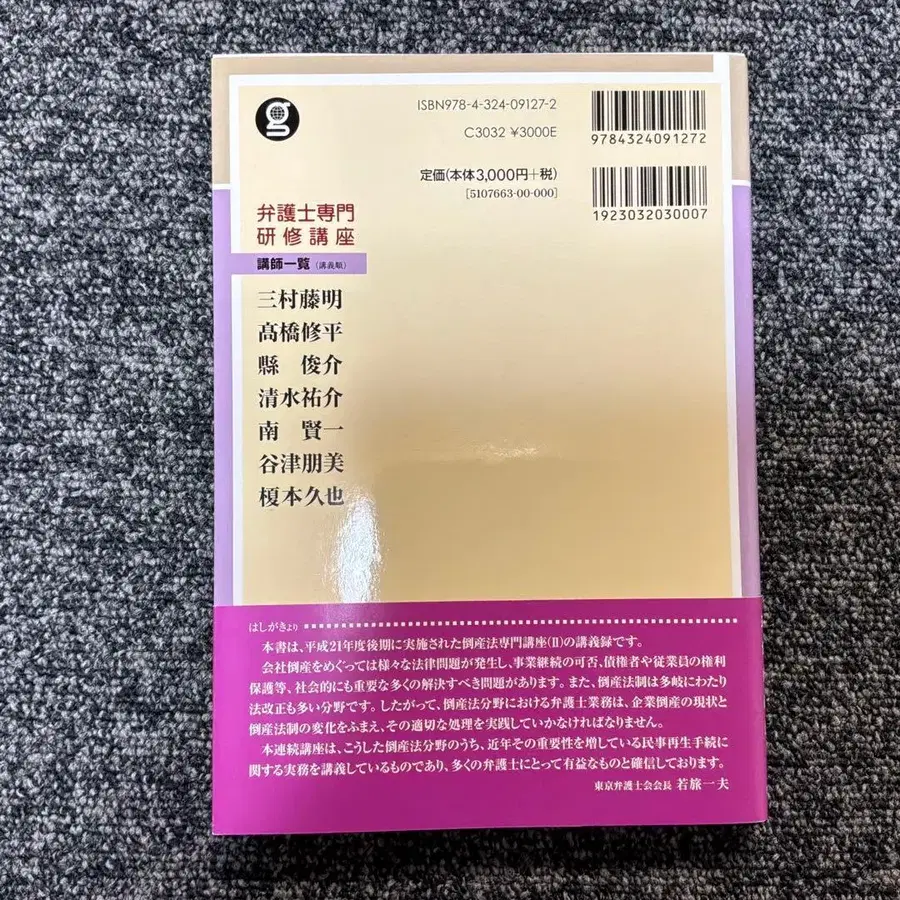 ISBN978-4-324-09127-2
C3032 ¥3000E
9784324091272
定価(本体3,000円+税)
[5107663-00-000]
1923032030007
弁護士専門
研修講座
講師一覧(講義順)
三村藤明
髙橋修平
縣 俊介
清水祐介
南 賢一
谷津朋美
榎本久也
はしがきより
本書は、平成21年度後期に実施された倒産法専門講座(II)の講義録です。
会社倒産をめぐっては様々な法律問題が発生し、事業継続の可否、債権者や従業員の権利
保護等、社会的にも重要な多くの解決すべき問題があります。また、倒産法制は多岐にわたり
法改正も多い分野です。したがって、倒産法分野における弁護士業務は、企業倒産の現状と
倒産法制の変化をふまえ、その適切な処理を実践していかなければなりません。
本連続講座は、こうした倒産法分野のうち、近年その重要性を増している民事再生手続に
関する実務を講義しているものであり、多くの弁護士にとって有益なものと確信しております。
東京弁護士会会長 若旅一夫